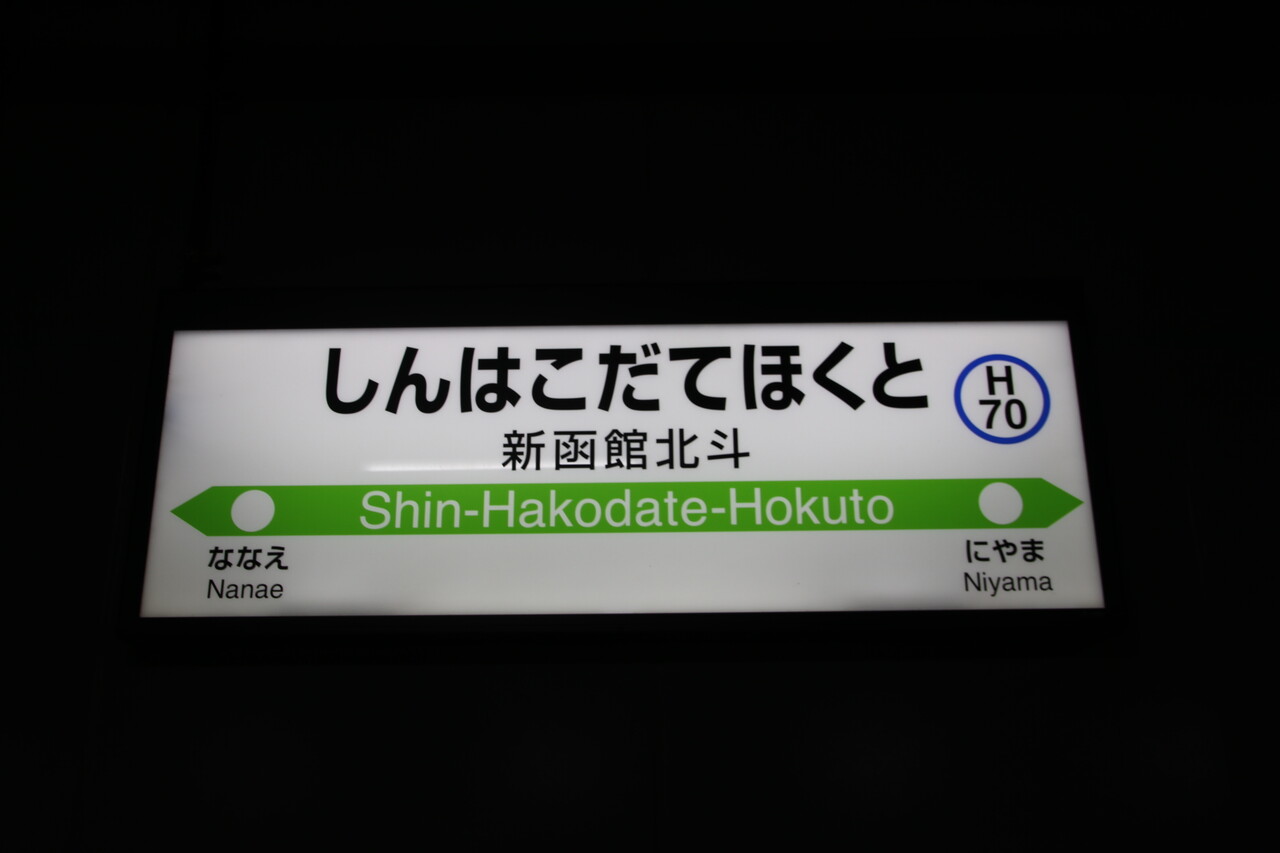 しんはこだてほくと
H
70
新函館北斗
Shin-Hakodate-Hokuto
ななえ
Nanae
にやま
Niyama